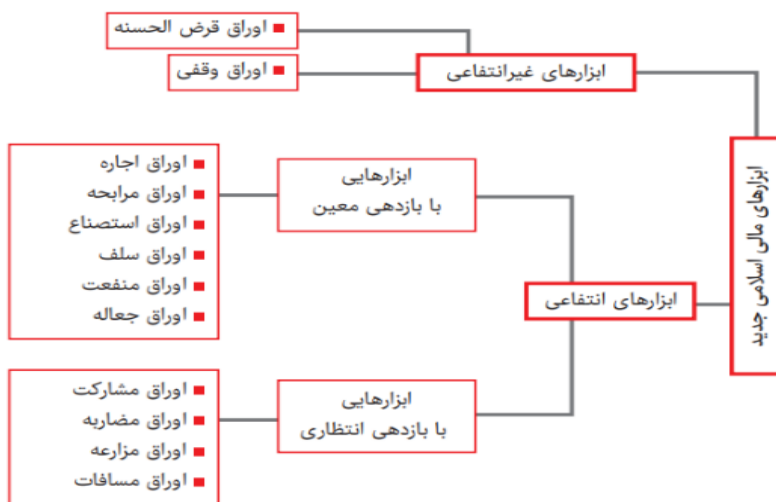 ابزارهای مالی اسلامی جدید
ابزارهای غیرانتفاعی
اوراق قرض الحسنه
اوراق وقفی
ابزارهای انتفاعی
ابزارهایی
با بازدهی معین
اوراق اجاره
اوراق مرابحه
اوراق استصناع
اوراق سلف
اوراق منفعت
اوراق جعاله
ابزارهایی
با بازدهی انتظاری
اوراق مشارکت
اوراق مضاربه
اوراق مزارعه
اوراق مسافات